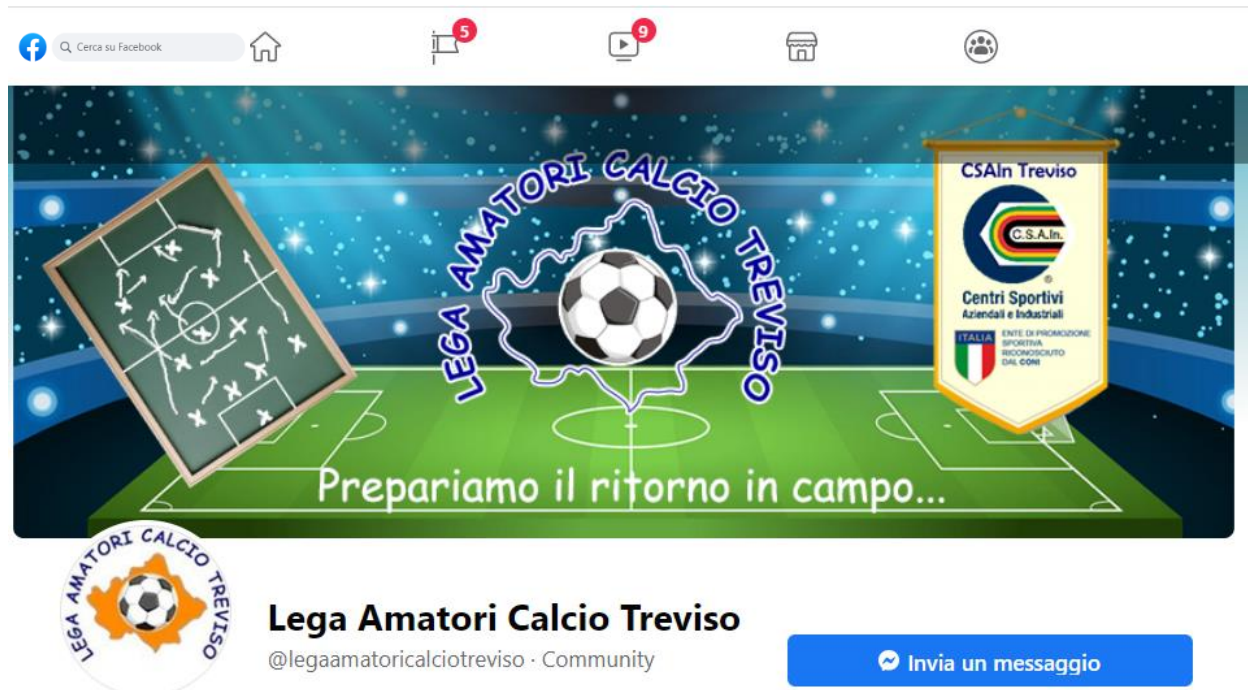 Cerca su Facebook
5
9
LEGA AMATORI CALCIO TREVISO
CSAIn Treviso
C.S.A.In.
®
Centri Sportivi
Aziendali e Industriali
ITALIA
ENTE DI PROMOZIONE
SPORTIVA
RICONOSCIUTO
DAL CONI
Prepariamo il ritorno in campo...
LEGA AMATORI CALCIO TREVISO
Lega Amatori Calcio Treviso
@legaamatoricalciotreviso · Community
Invia un messaggio